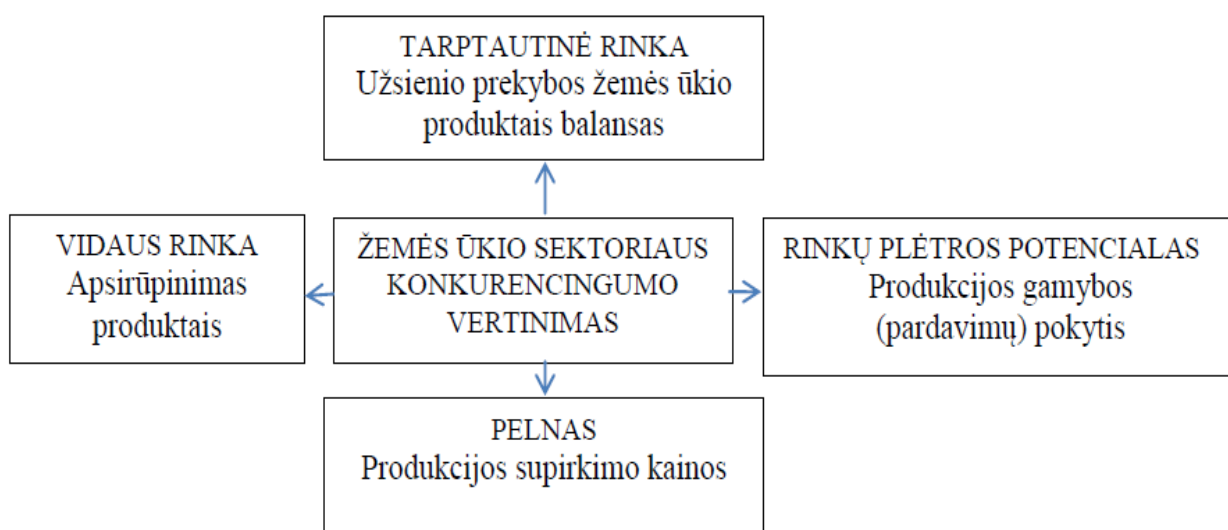 TARPTAUTINĖ RINKA
Užsienio prekybos žemės ūkio
produktais balansas
VIDAUS RINKA
Apsirūpinimas
produktais
ŽEMĖS ŪKIO SEKTORIAUS
KONKURENCINGUMO
VERTINIMAS
RINKŲ PLĖTROS POTENCIALAS
Produkcijos gamybos
(pardavimų) pokytis
PELNAS
Produkcijos supirkimo kainos